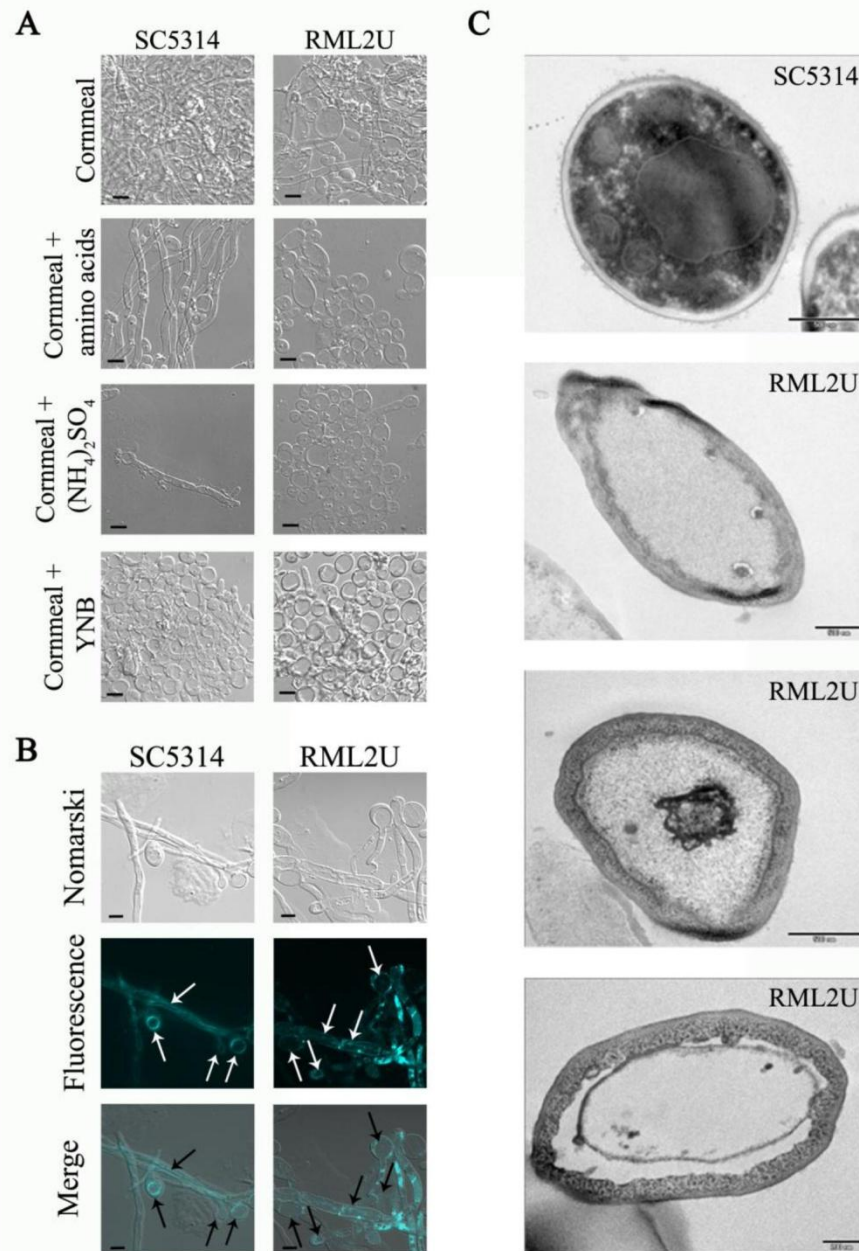 A
SC5314 RML2U
Cornmeal
Cornmeal +
amino acids
Cornmeal +
(NH4)2SO4
Cornmeal +
YNB
B
SC5314 RML2U
Nomarski
Fluorescence
Merge
C
SC5314
RML2U
RML2U
RML2U